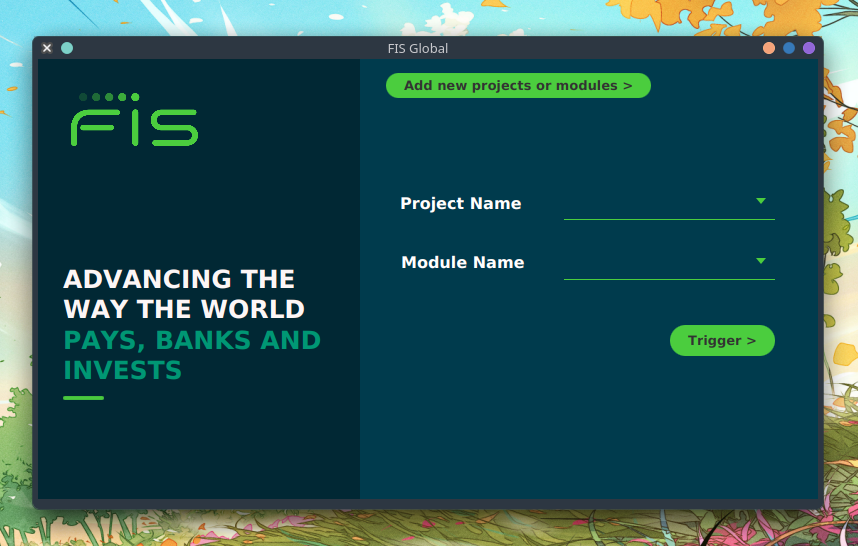 FIS Global
FIS
ADVANCING THE
WAY THE WORLD
PAYS, BANKS AND
INVESTS
Add new projects or modules >
Project Name
Module Name
Trigger >